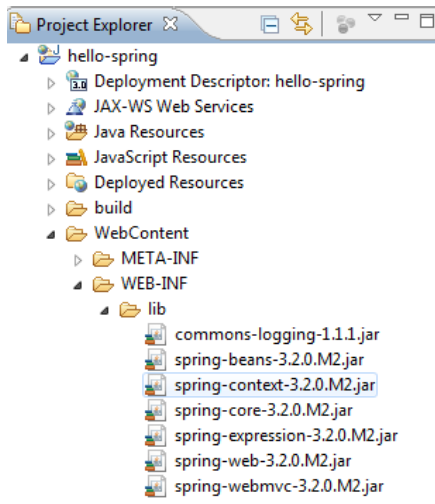 Project Explorer
hello-spring
3.0 Deployment Descriptor: hello-spring
JAX-WS Web Services
Java Resources
JavaScript Resources
Deployed Resources
build
WebContent
META-INF
WEB-INF
lib
commons-logging-1.1.1.jar
spring-beans-3.2.0.M2.jar
spring-context-3.2.0.M2.jar
spring-core-3.2.0.M2.jar
spring-expression-3.2.0.M2.jar
spring-web-3.2.0.M2.jar
spring-webmvc-3.2.0.M2.jar